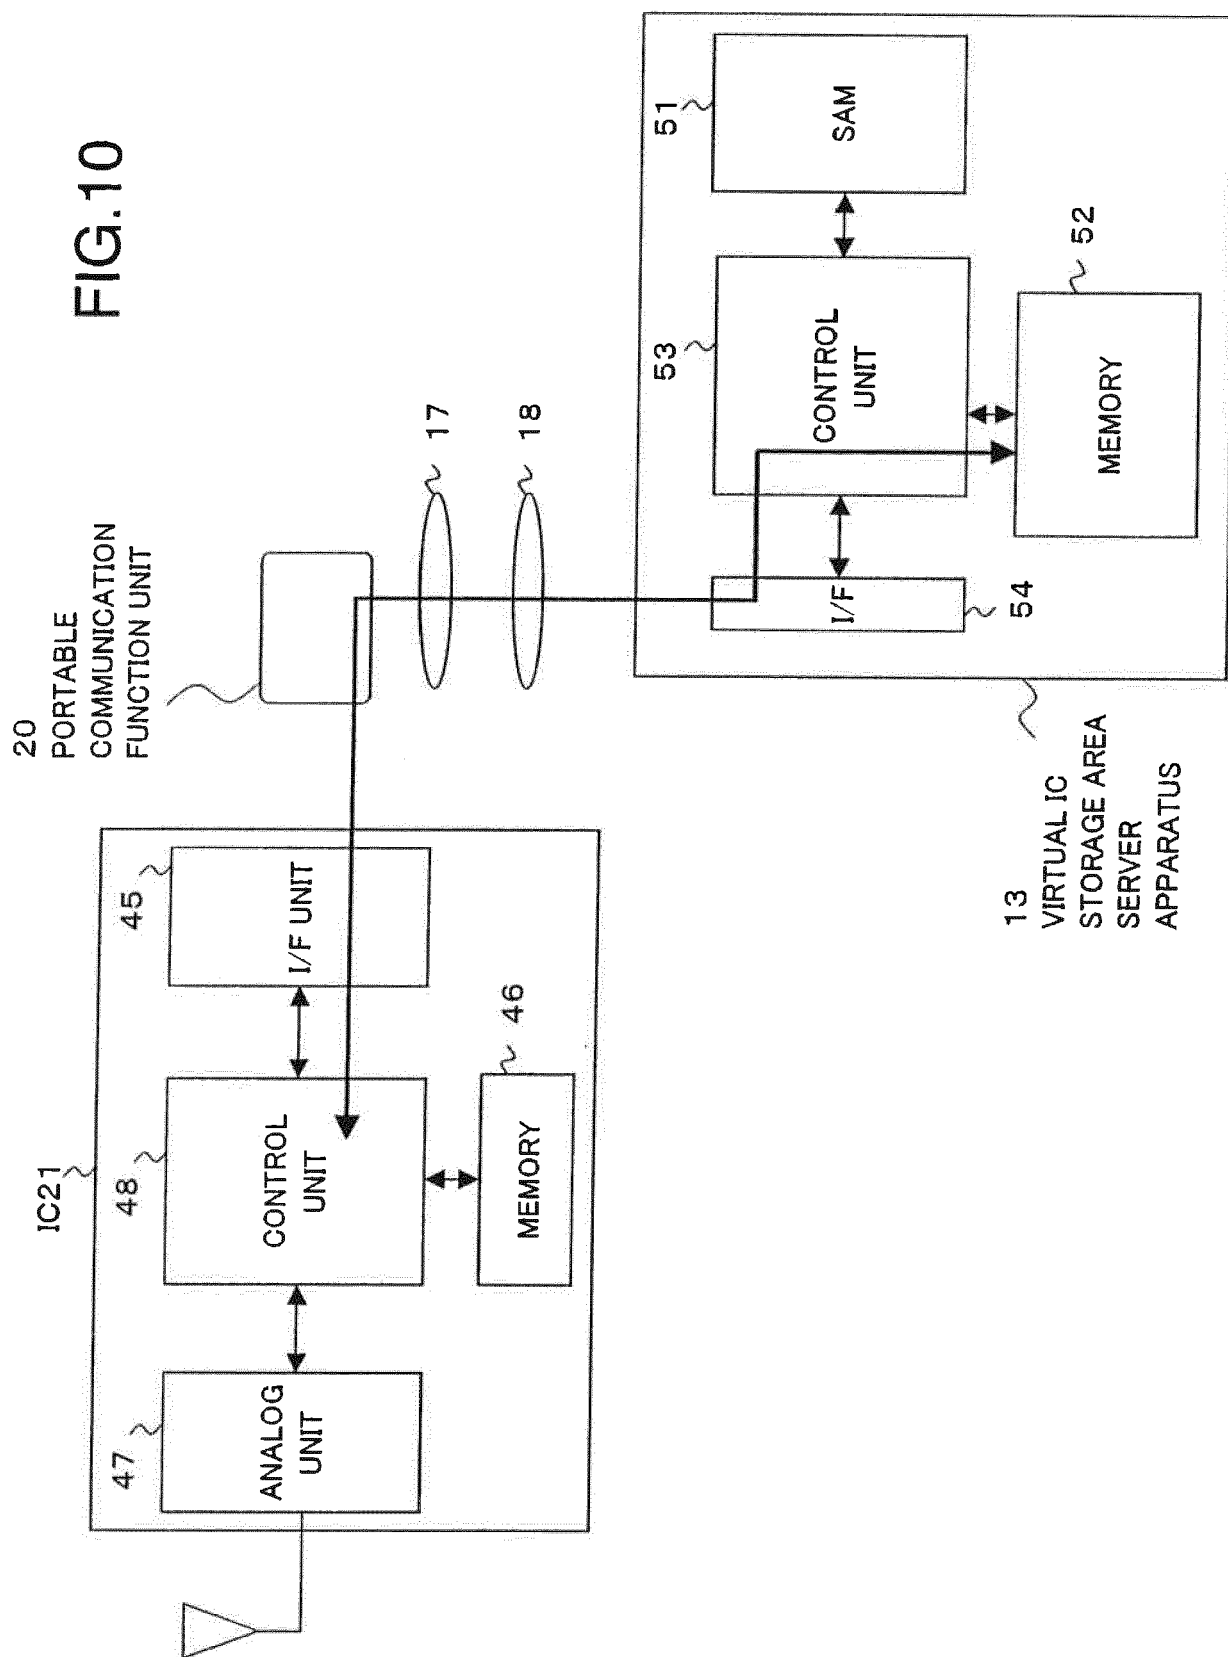 FIG.10
20
PORTABLE
COMMUNICATION
FUNCTION UNIT
17
18
IC21
47
ANALOG
UNIT
48
CONTROL
UNIT
45
I/F UNIT
46
MEMORY
13
VIRTUAL IC
STORAGE AREA
SERVER
APPARATUS
54
I/F
53
CONTROL
UNIT
51
SAM
52
MEMORY